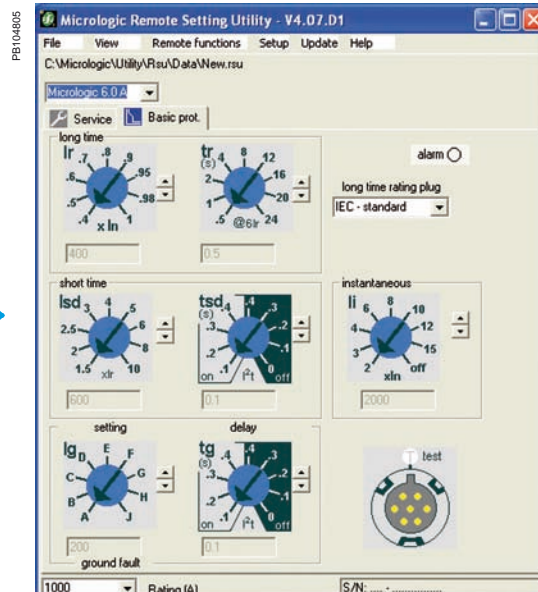 PB104805
Micrologic Remote Setting Utility - V4.07.D1
File View Remote functions Setup Update Help
C:\Micrologic\Utility\Rsu\Data\New.rsu
Micrologic 6.0 A
Service Basic prot.
long time
Ir
.4 .5 .6 .7 .8 .9 .95 .98 1
x In
400
tr
(s)
.5 1 2 4 8 12 16 20 24
@6Ir
0.5
alarm
long time rating plug
IEC - standard
short time
Isd
1.5 2 2.5 3 4 5 6 8 10
xIr
600
tsd
(s)
.1 .2 .3 .4 .4 .3 .2 .1 0
on I²t off
0.1
instantaneous
Ii
2 3 4 6 8 10 12 15 off
xIn
2000
setting
Ig
A B C D E F G H J
200
delay
tg
(s)
.1 .2 .3 .4 .4 .3 .2 .1 0
on I²t off
0.1
ground fault
T test
1000 Rating (A)
S/N: .... - ................